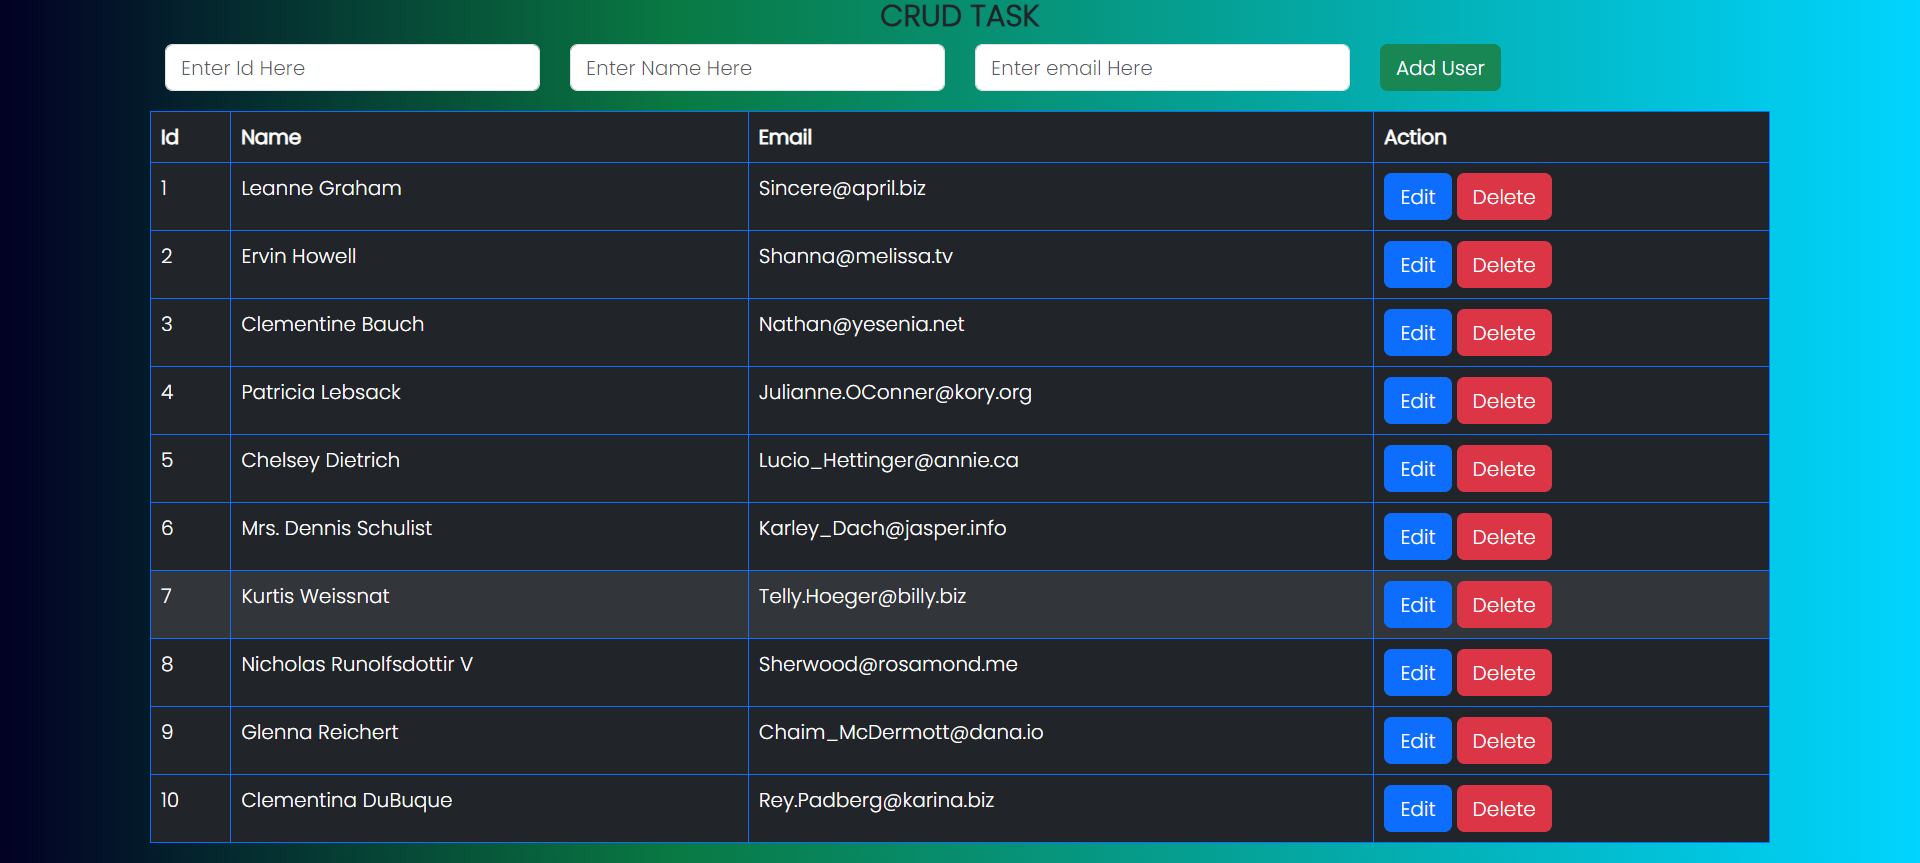 CRUD TASK
Enter Id Here Enter Name Here Enter email Here Add User
Id Name Email Action
1 Leanne Graham Sincere@april.biz Edit Delete
2 Ervin Howell Shanna@melissa.tv Edit Delete
3 Clementine Bauch Nathan@yesenia.net Edit Delete
4 Patricia Lebsack Julianne.OConner@kory.org Edit Delete
5 Chelsey Dietrich Lucio_Hettinger@annie.ca Edit Delete
6 Mrs. Dennis Schulist Karley_Dach@jasper.info Edit Delete
7 Kurtis Weissnat Telly.Hoeger@billy.biz Edit Delete
8 Nicholas Runolfsdottir V Sherwood@rosamond.me Edit Delete
9 Glenna Reichert Chaim_McDermott@dana.io Edit Delete
10 Clementina DuBuque Rey.Padberg@karina.biz Edit Delete